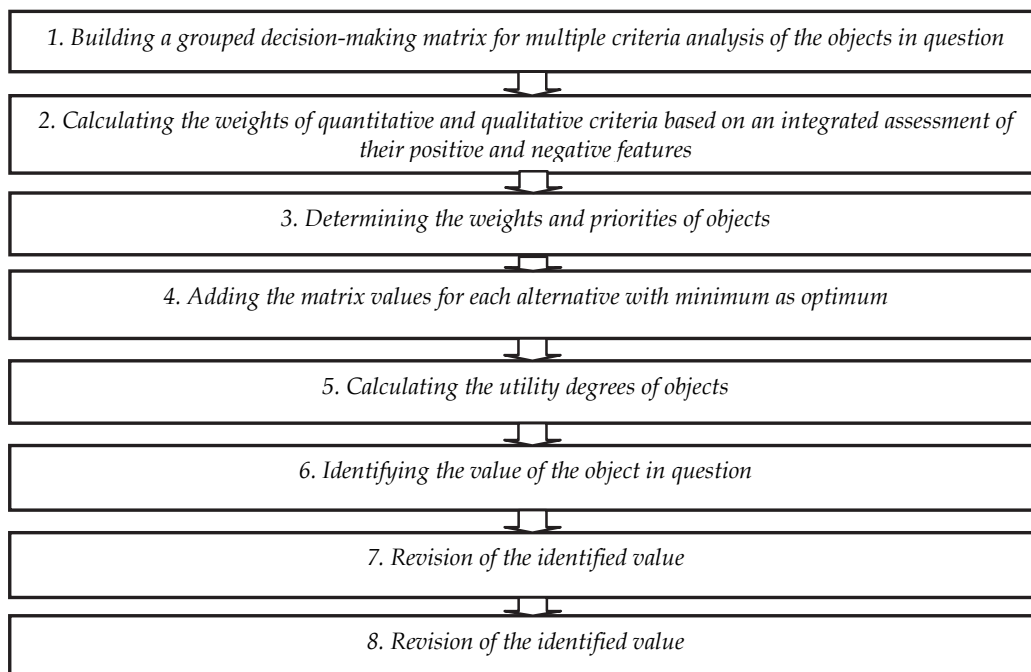 1. Building a grouped decision-making matrix for multiple criteria analysis of the objects in question
2. Calculating the weights of quantitative and qualitative criteria based on an integrated assessment of
their positive and negative features
3. Determining the weights and priorities of objects
4. Adding the matrix values for each alternative with minimum as optimum
5. Calculating the utility degrees of objects
6. Identifying the value of the object in question
7. Revision of the identified value
8. Revision of the identified value